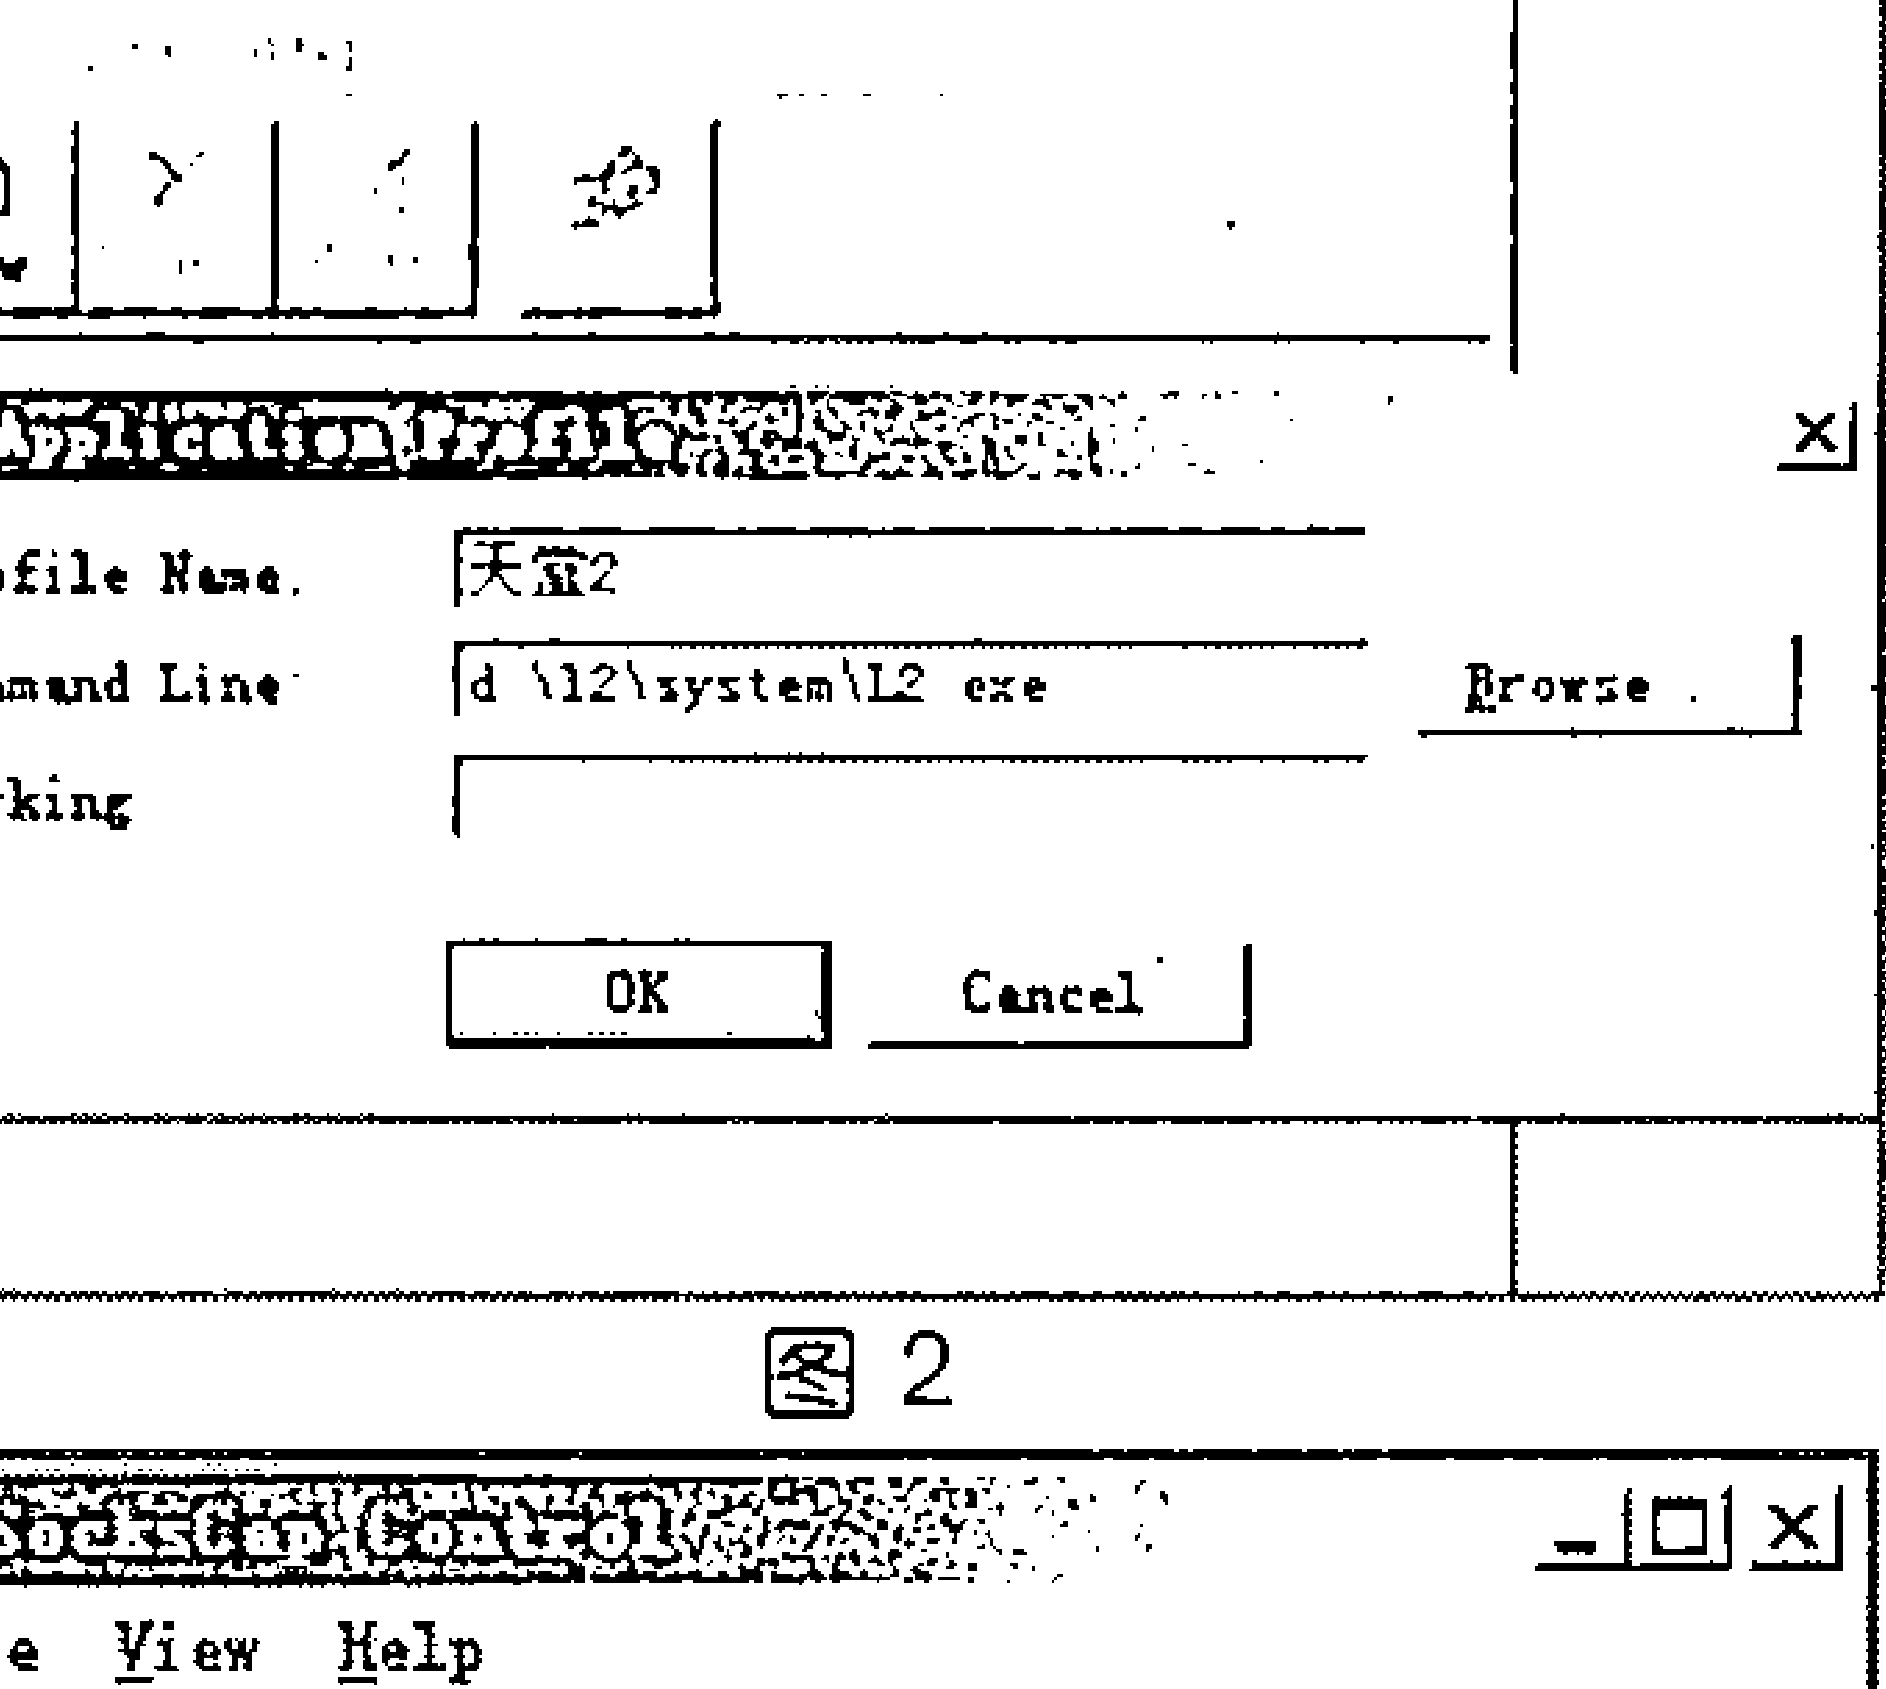 Application Profile
ofile Name.
天堂2
mmand Line
d \l2\system\L2 exe
Browse .
king
OK Cancel
图 2
SocksCap Control
e View Help